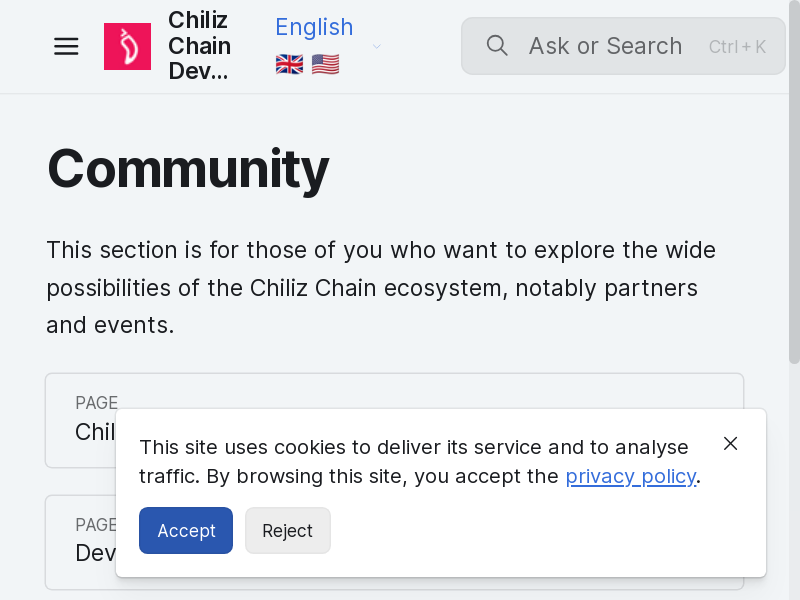 Chiliz
Chain
Dev...
English
Ask or Search
Ctrl + K
Community
This section is for those of you who want to explore the wide
possibilities of the Chiliz Chain ecosystem, notably partners
and events.
PAGE
Chil
PAGE
Dev
This site uses cookies to deliver its service and to analyse
traffic. By browsing this site, you accept the privacy policy.
Accept
Reject